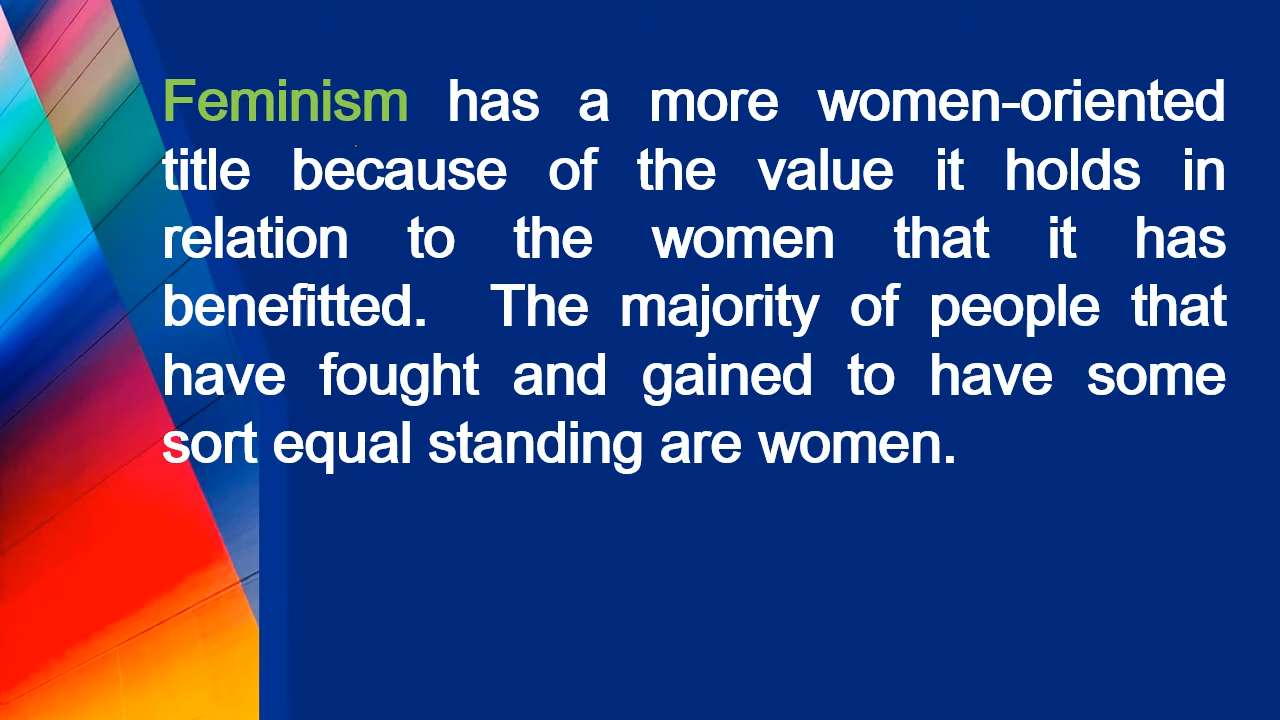 Feminism has a more women-oriented
title because of the value it holds in
relation to the women that it has
benefitted. The majority of people that
have fought and gained to have some
sort equal standing are women.